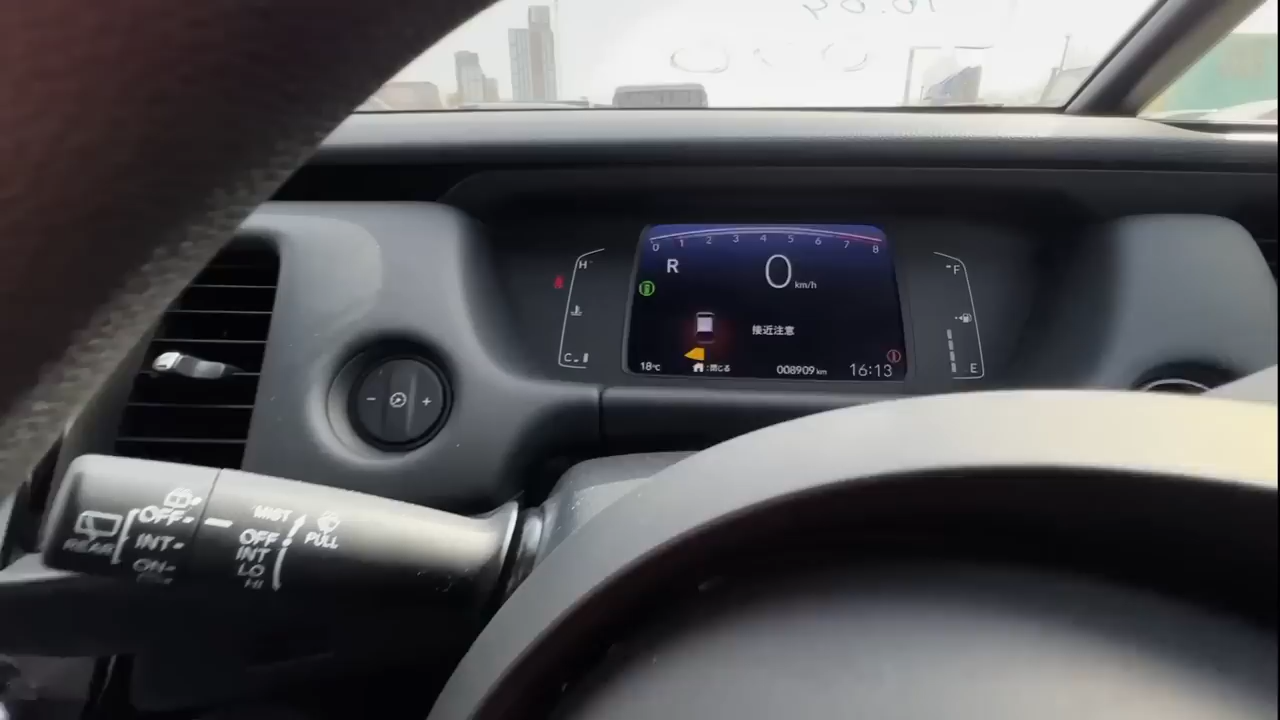 0 1 2 3 4 5 6 7 8
H
R
0 km/h
F
接近注意
C
E
18℃
:閉じる
008909 km
16:13
- +
REAR
OFF
INT
ON
MIST
OFF
INT
LO
HI
PULL